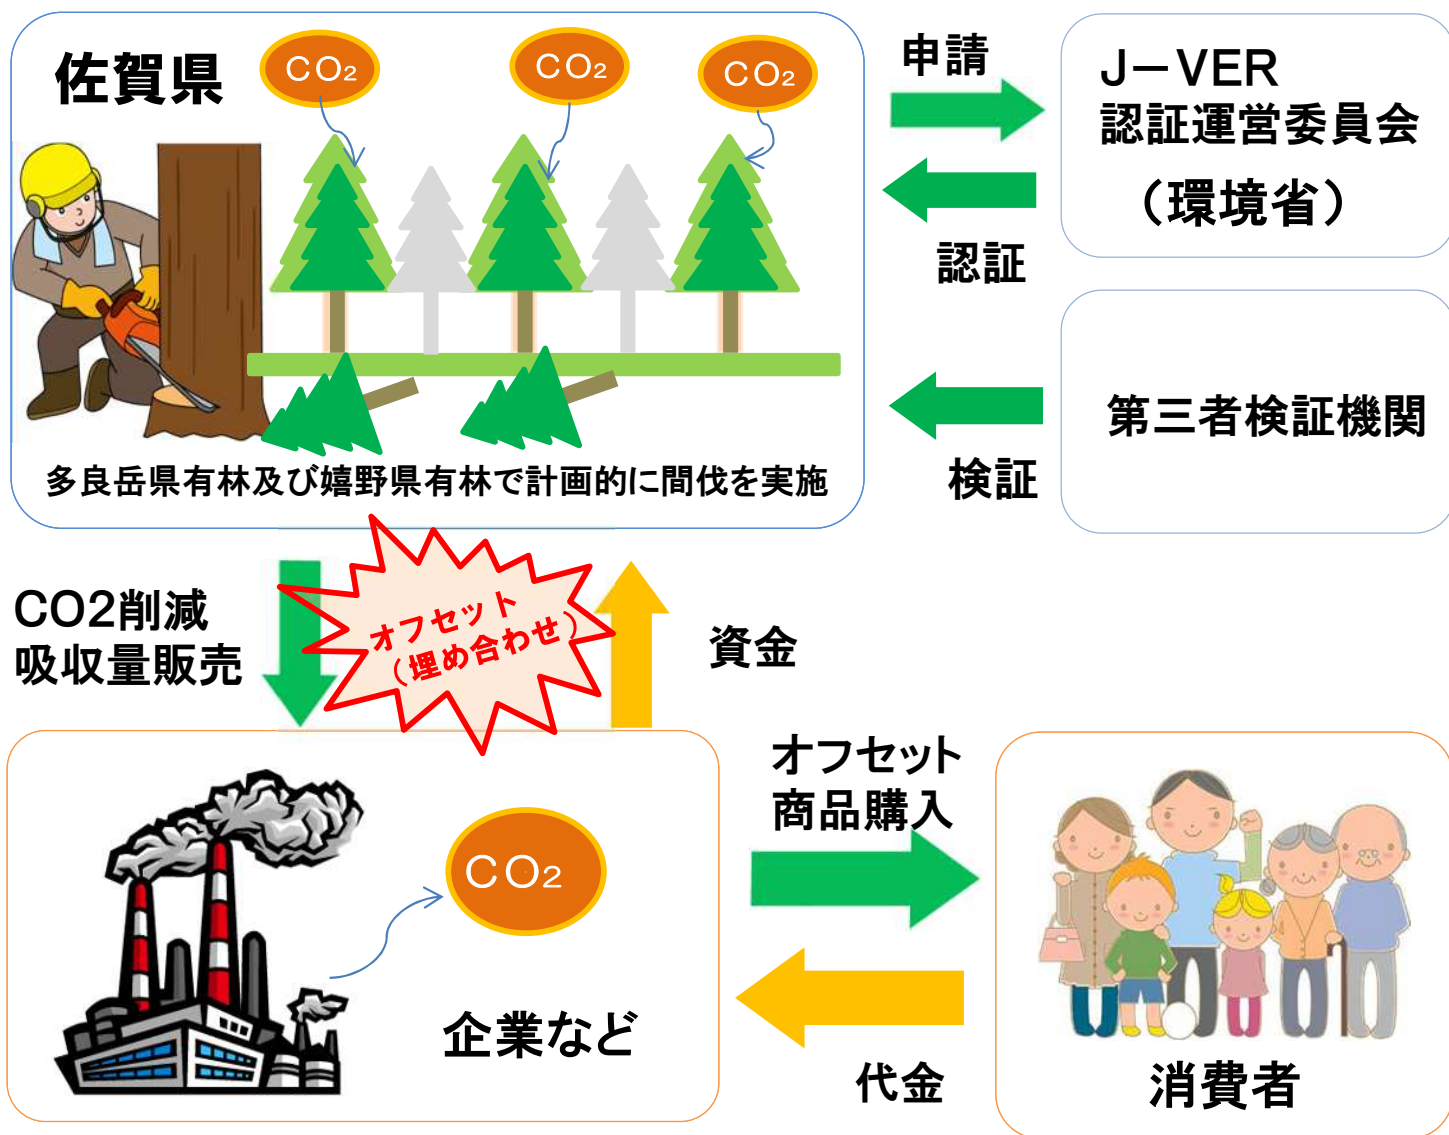 佐賀県
CO₂
CO₂
CO₂
申請
J－VER
認証運営委員会
（環境省）
認証
第三者検証機関
検証
多良岳県有林及び嬉野県有林で計画的に間伐を実施
CO2削減
吸収量販売
オフセット
（埋め合わせ）
資金
CO₂
企業など
オフセット
商品購入
代金
消費者